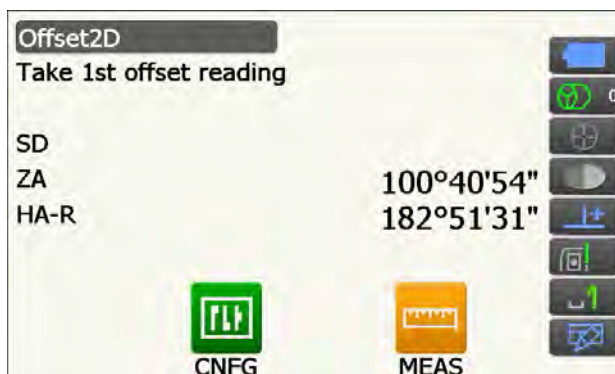 Offset2D
Take 1st offset reading
SD
ZA 100°40'54"
HA-R 182°51'31"
CNFG MEAS